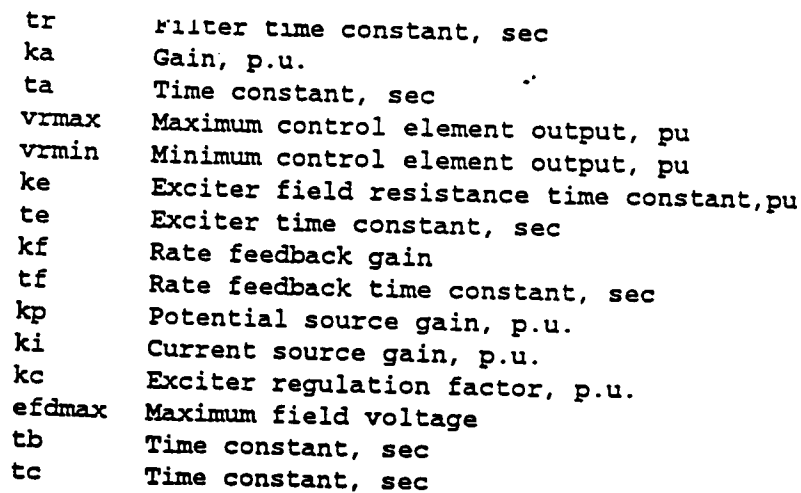 tr Filter time constant, sec
ka Gain, p.u.
ta Time constant, sec
vrmax Maximum control element output, pu
vrmin Minimum control element output, pu
ke Exciter field resistance time constant,pu
te Exciter time constant, sec
kf Rate feedback gain
tf Rate feedback time constant, sec
kp Potential source gain, p.u.
ki Current source gain, p.u.
kc Exciter regulation factor, p.u.
efdmax Maximum field voltage
tb Time constant, sec
tc Time constant, sec